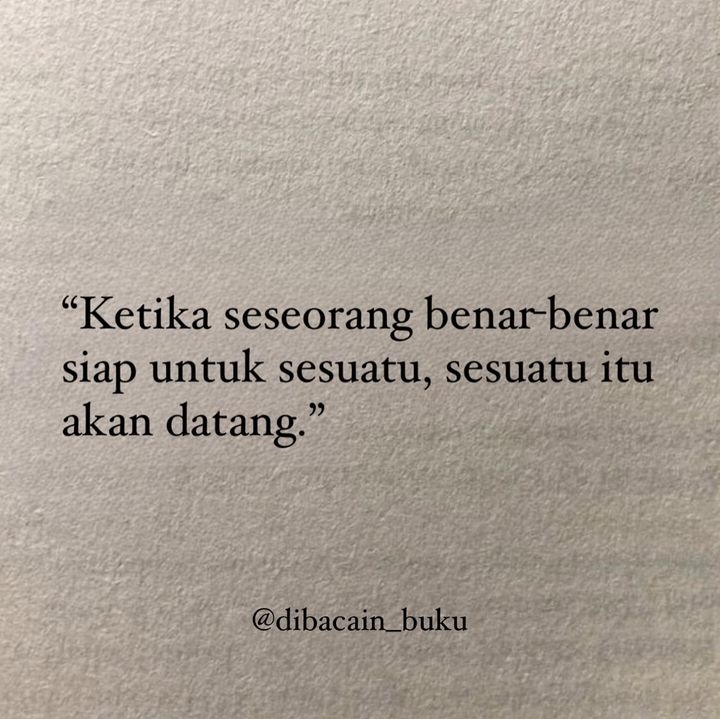 “Ketika seseorang benar-benar
siap untuk sesuatu, sesuatu itu
akan datang.”
@dibacain_buku